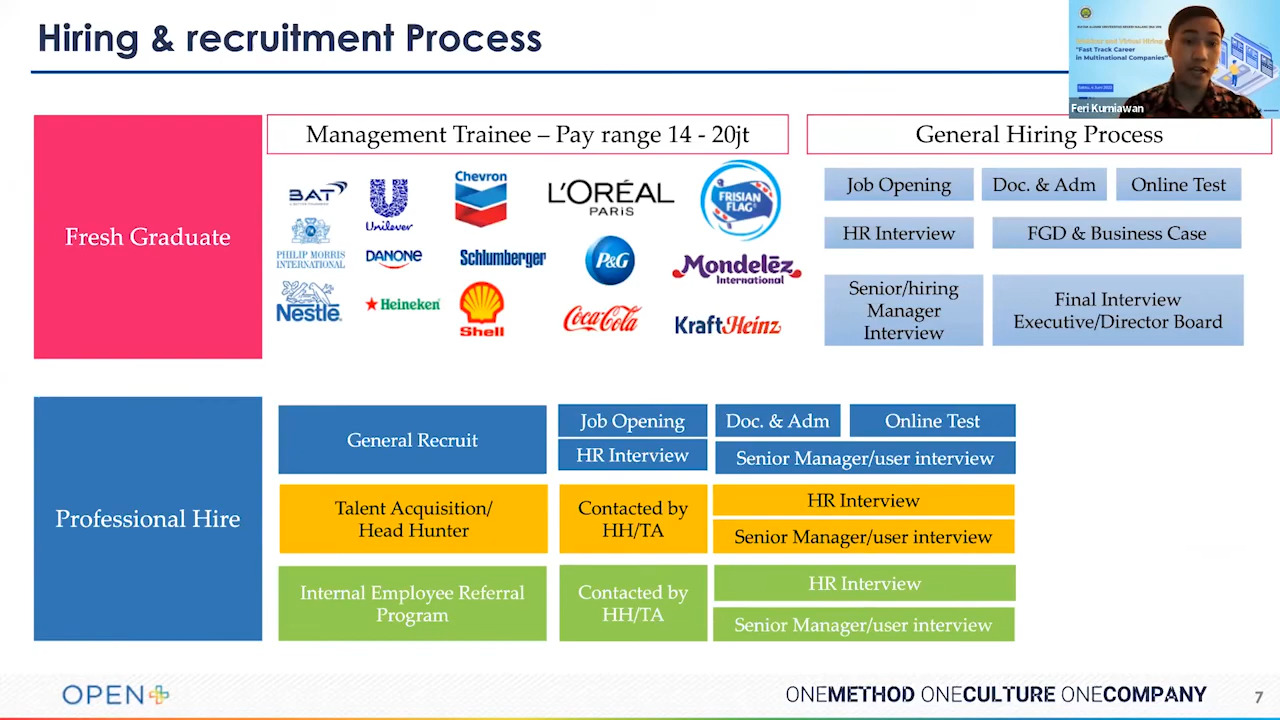 Hiring & recruitment Process
"Fast Track Career
in Multinational Companies"
Feri Kurniawan
Fresh Graduate
Management Trainee – Pay range 14 - 20jt
BAT
Unilever
Chevron
L'ORÉAL
PARIS
FRISIAN
FLAG
PHILIP MORRIS
INTERNATIONAL
DANONE
Schlumberger
P&G
Mondelēz
International
Nestlé
Heineken
Shell
Coca-Cola
KraftHeinz
General Hiring Process
Job Opening
Doc. & Adm
Online Test
HR Interview
FGD & Business Case
Senior/hiring
Manager
Interview
Final Interview
Executive/Director Board
Professional Hire
General Recruit
Job Opening
Doc. & Adm
Online Test
HR Interview
Senior Manager/user interview
Talent Acquisition/
Head Hunter
Contacted by
HH/TA
HR Interview
Senior Manager/user interview
Internal Employee Referral
Program
Contacted by
HH/TA
HR Interview
Senior Manager/user interview
OPEN
ONEMETHOD ONECULTURE ONECOMPANY
7